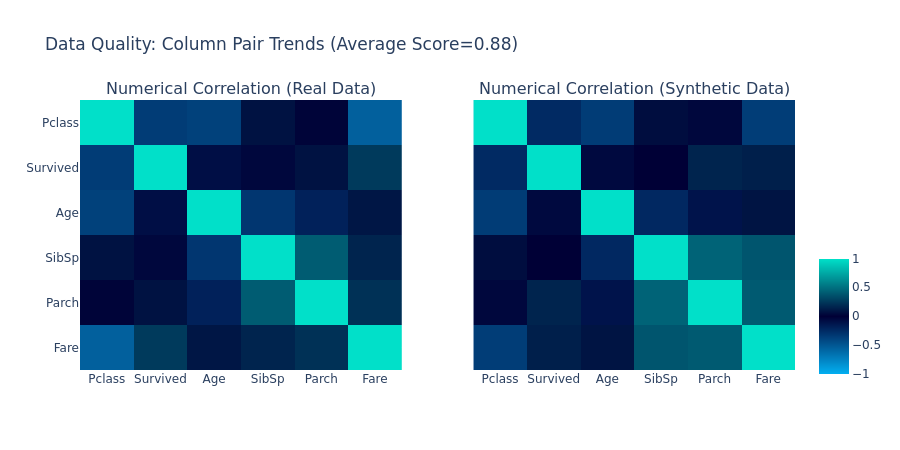 Data Quality: Column Pair Trends (Average Score=0.88)
Numerical Correlation (Real Data)
Numerical Correlation (Synthetic Data)
Pclass
Survived
Age
SibSp
Parch
Fare
Pclass Survived Age SibSp Parch Fare
Pclass Survived Age SibSp Parch Fare
1
0.5
0
−0.5
−1